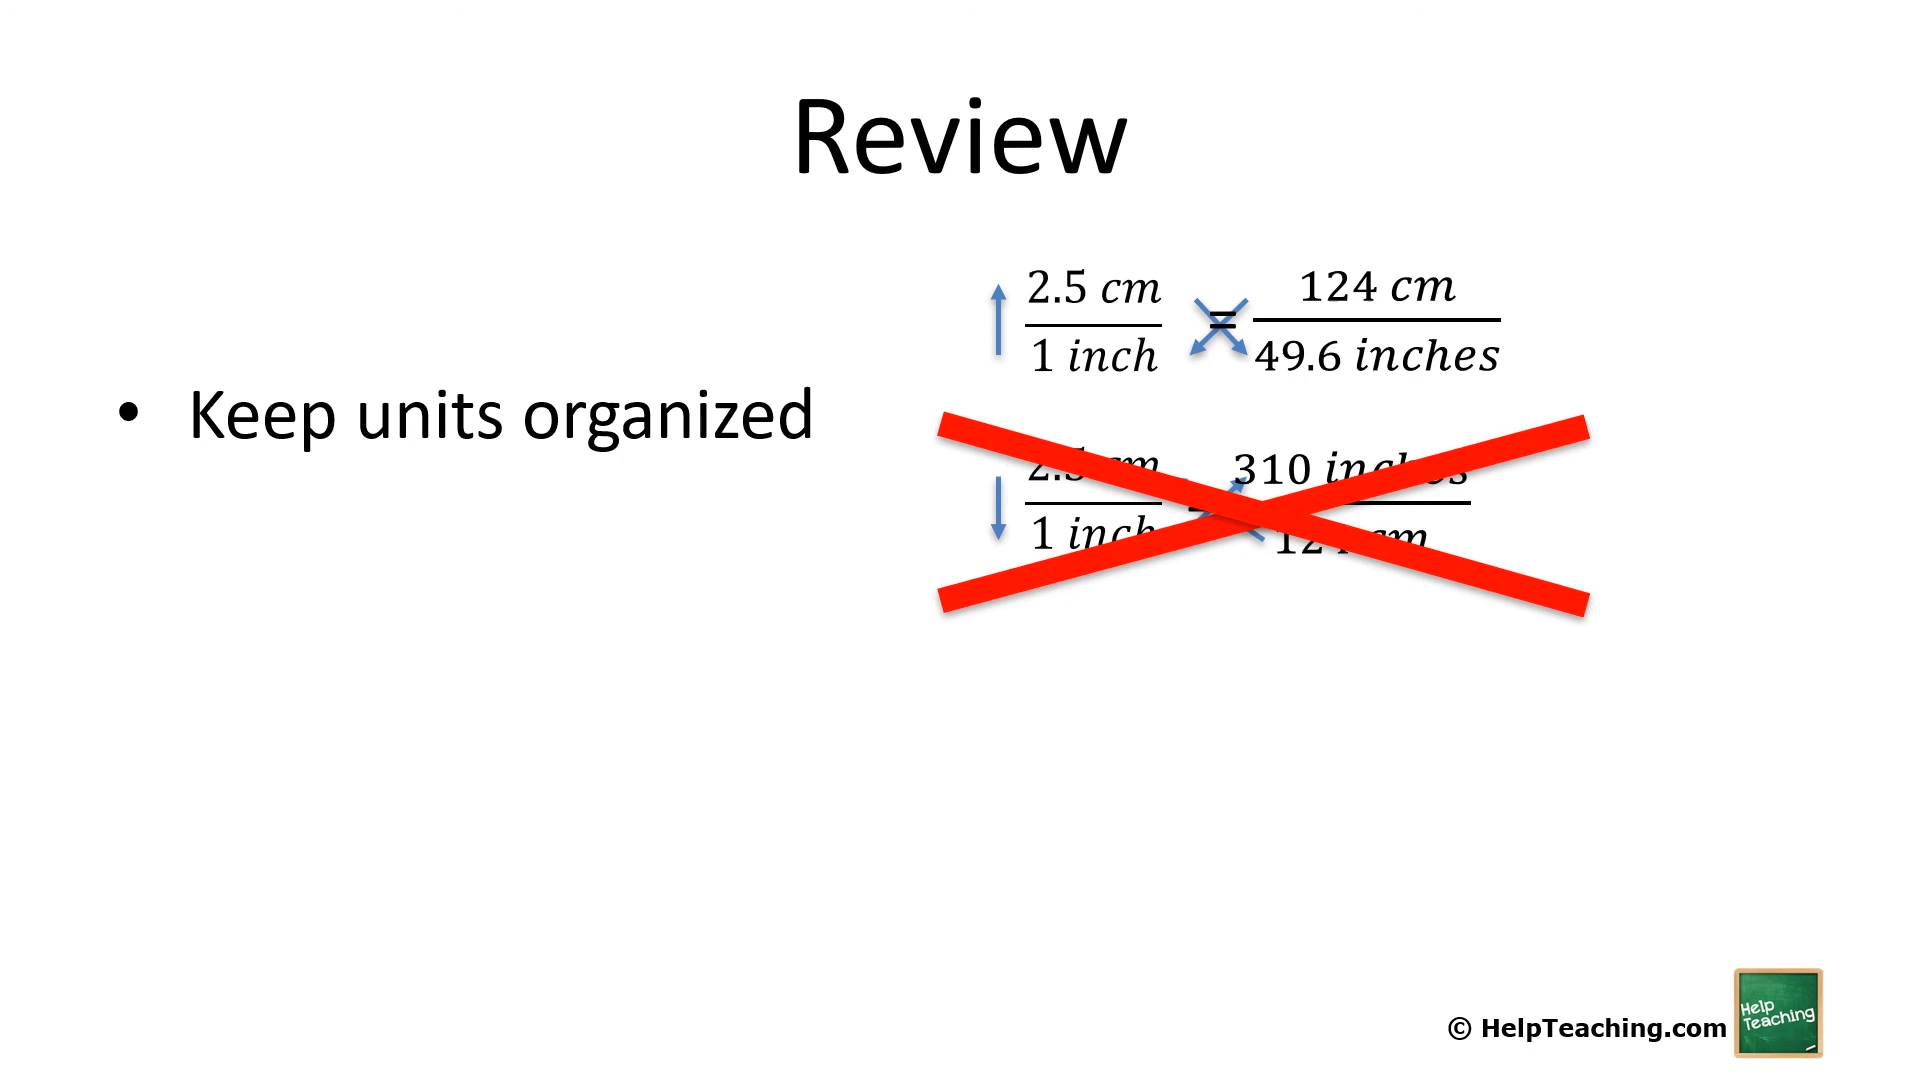 Review
• Keep units organized
2.5 cm
1 inch
=
124 cm
49.6 inches
2.5 cm
1 inch
310 inches
cm
© HelpTeaching.com
Help
Teaching